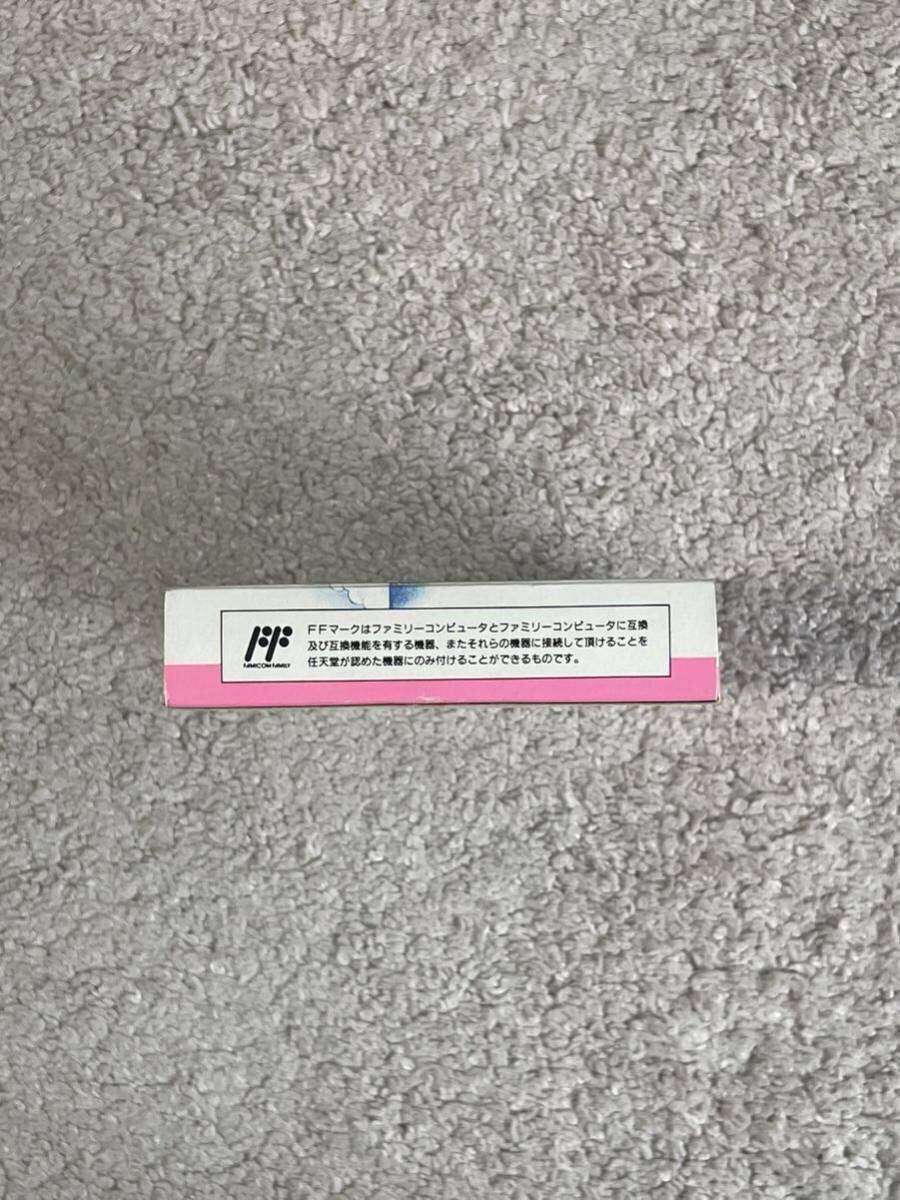 FFマークはファミリーコンピュータとファミリーコンピュータに互換
及び互換機能を有する機器、またそれらの機器に接続して頂けることを
任天堂が認めた機器にのみ付けることができるものです。
FAMICOM FAMILY